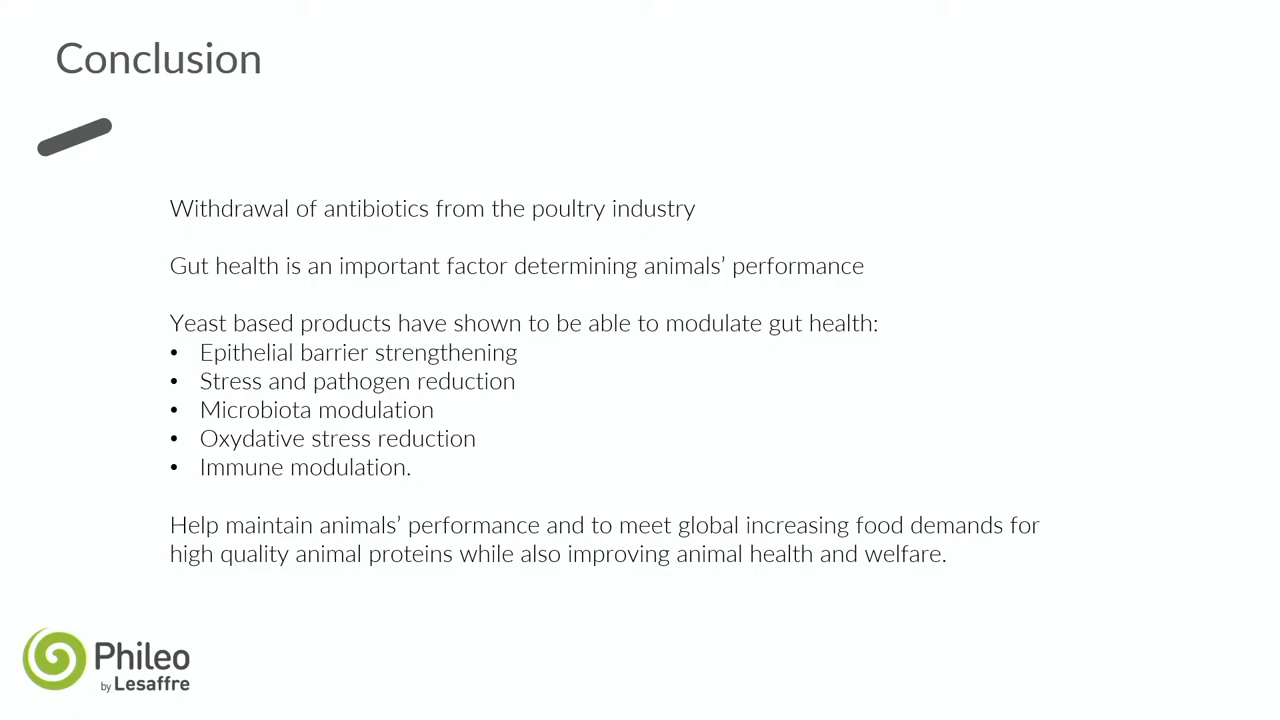 Conclusion
Withdrawal of antibiotics from the poultry industry
Gut health is an important factor determining animals’ performance
Yeast based products have shown to be able to modulate gut health:
• Epithelial barrier strengthening
• Stress and pathogen reduction
• Microbiota modulation
• Oxydative stress reduction
• Immune modulation.
Help maintain animals’ performance and to meet global increasing food demands for
high quality animal proteins while also improving animal health and welfare.
Phileo
by Lesaffre